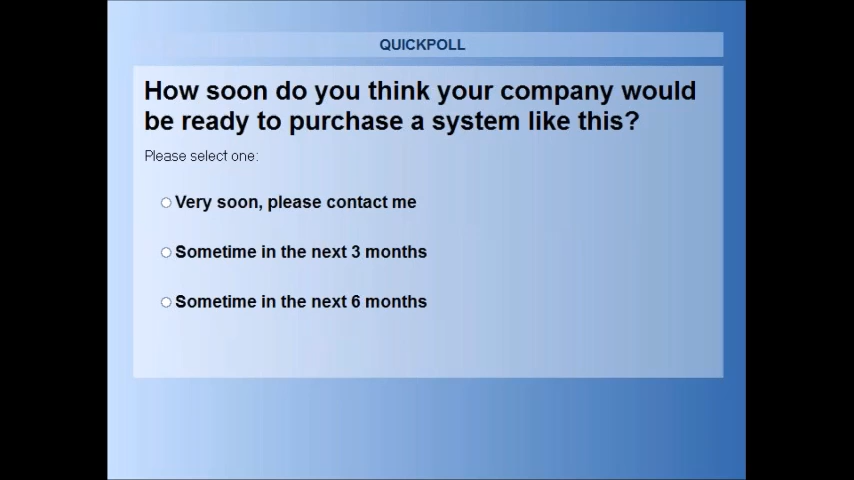 QUICKPOLL
How soon do you think your company would
be ready to purchase a system like this?
Please select one:
Very soon, please contact me
Sometime in the next 3 months
Sometime in the next 6 months